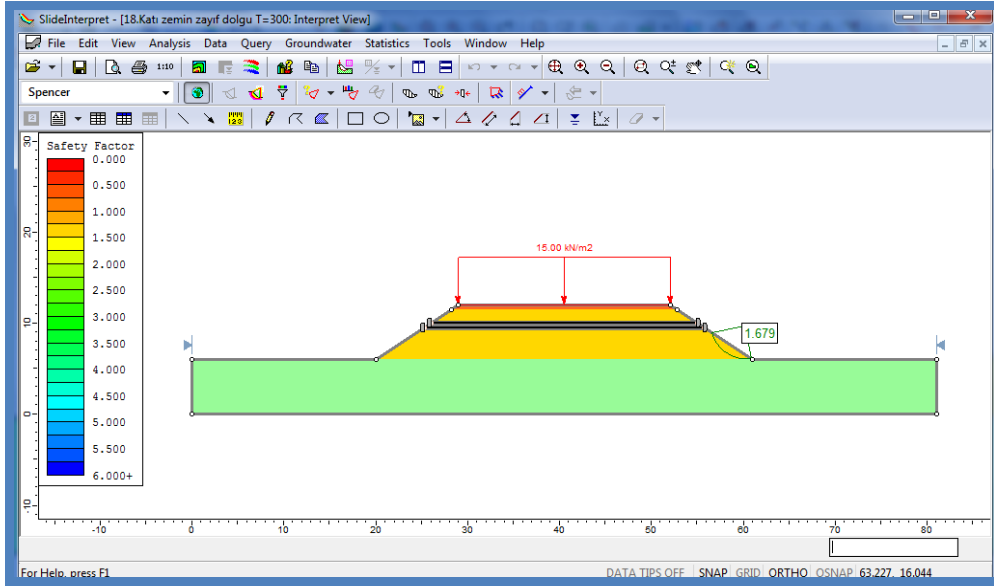 SlideInterpret - [18.Katı zemin zayıf dolgu T=300: Interpret View]
File Edit View Analysis Data Query Groundwater Statistics Tools Window Help
1:10
Spencer
123
Safety Factor
0.000
0.500
1.000
1.500
2.000
2.500
3.000
3.500
4.000
4.500
5.000
5.500
6.000+
15.00 kN/m2
1.679
30
20
10
0
-10
-10 0 10 20 30 40 50 60 70 80
For Help, press F1
DATA TIPS OFF SNAP GRID ORTHO OSNAP 63.227, 16.044